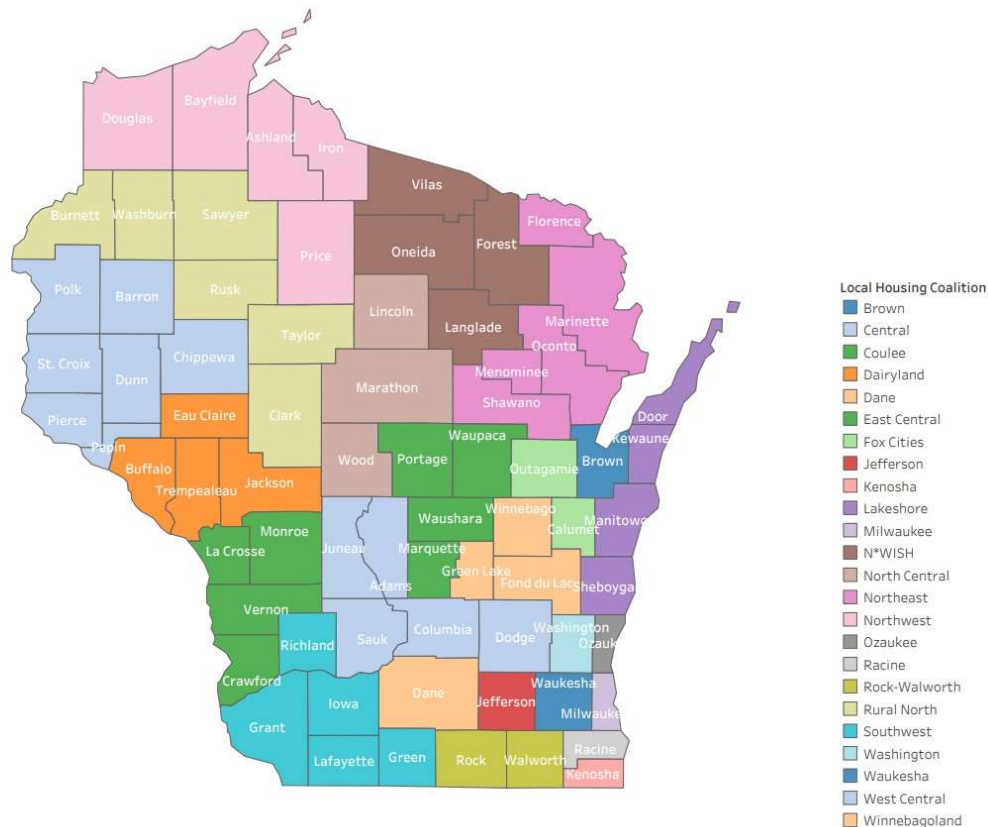 Bayfield
Douglas
Ashland
Iron
Vilas
Burnett
Washburn
Sawyer
Florence
Forest
Oneida
Price
Polk
Barron
Rusk
Lincoln
Marinette
Langlade
Taylor
Oconto
St. Croix
Chippewa
Dunn
Menominee
Marathon
Shawano
Eau Claire
Clark
Door
Pierce
Waupaca
Kewaune
Pepin
Portage
Wood
Brown
Buffalo
Outagamie
Jackson
Trempealeau
Winnebago
Waushara
Manitowo
Calumet
Monroe
Juneau
Marquette
La Crosse
Green Lake
Fond du Lac
Adams
Sheboyga
Vernon
Columbia
Washington
Richland
Sauk
Dodge
Ozauk
Crawford
Waukesha
Dane
Iowa
Jefferson
Milwauke
Grant
Racine
Green
Rock
Walworth
Lafayette
Kenosha
Local Housing Coalition
Brown
Central
Coulee
Dairyland
Dane
East Central
Fox Cities
Jefferson
Kenosha
Lakeshore
Milwaukee
N*WISH
North Central
Northeast
Northwest
Ozaukee
Racine
Rock-Walworth
Rural North
Southwest
Washington
Waukesha
West Central
Winnebagoland